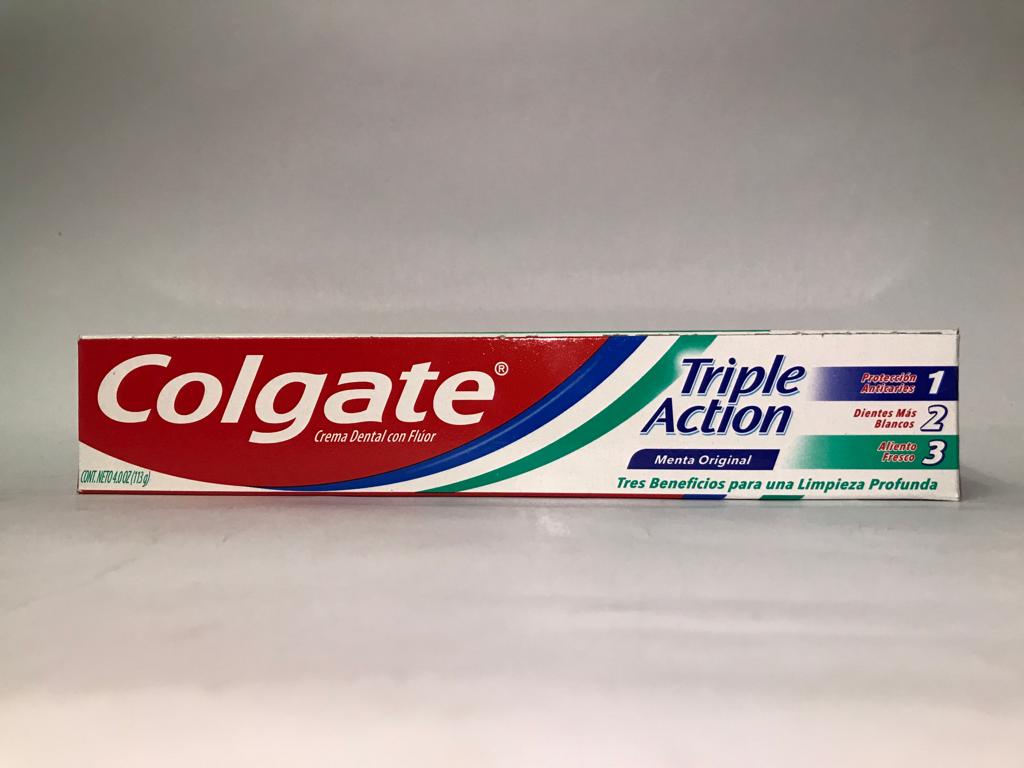 Colgate®
Crema Dental con Flúor
CONT. NETO 4.0 OZ (113 g)
Triple
Action
Menta Original
Protección
Anticaries
1
Dientes Más
Blancos
2
Aliento
Fresco
3
Tres Beneficios para una Limpieza Profunda